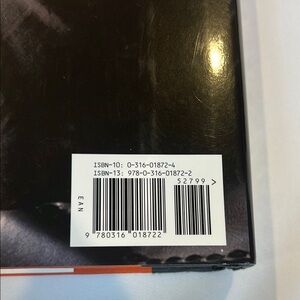 ISBN-10: 0-316-01872-4
ISBN-13: 978-0-316-01872-2
52799 >
EAN
9 780316 018722